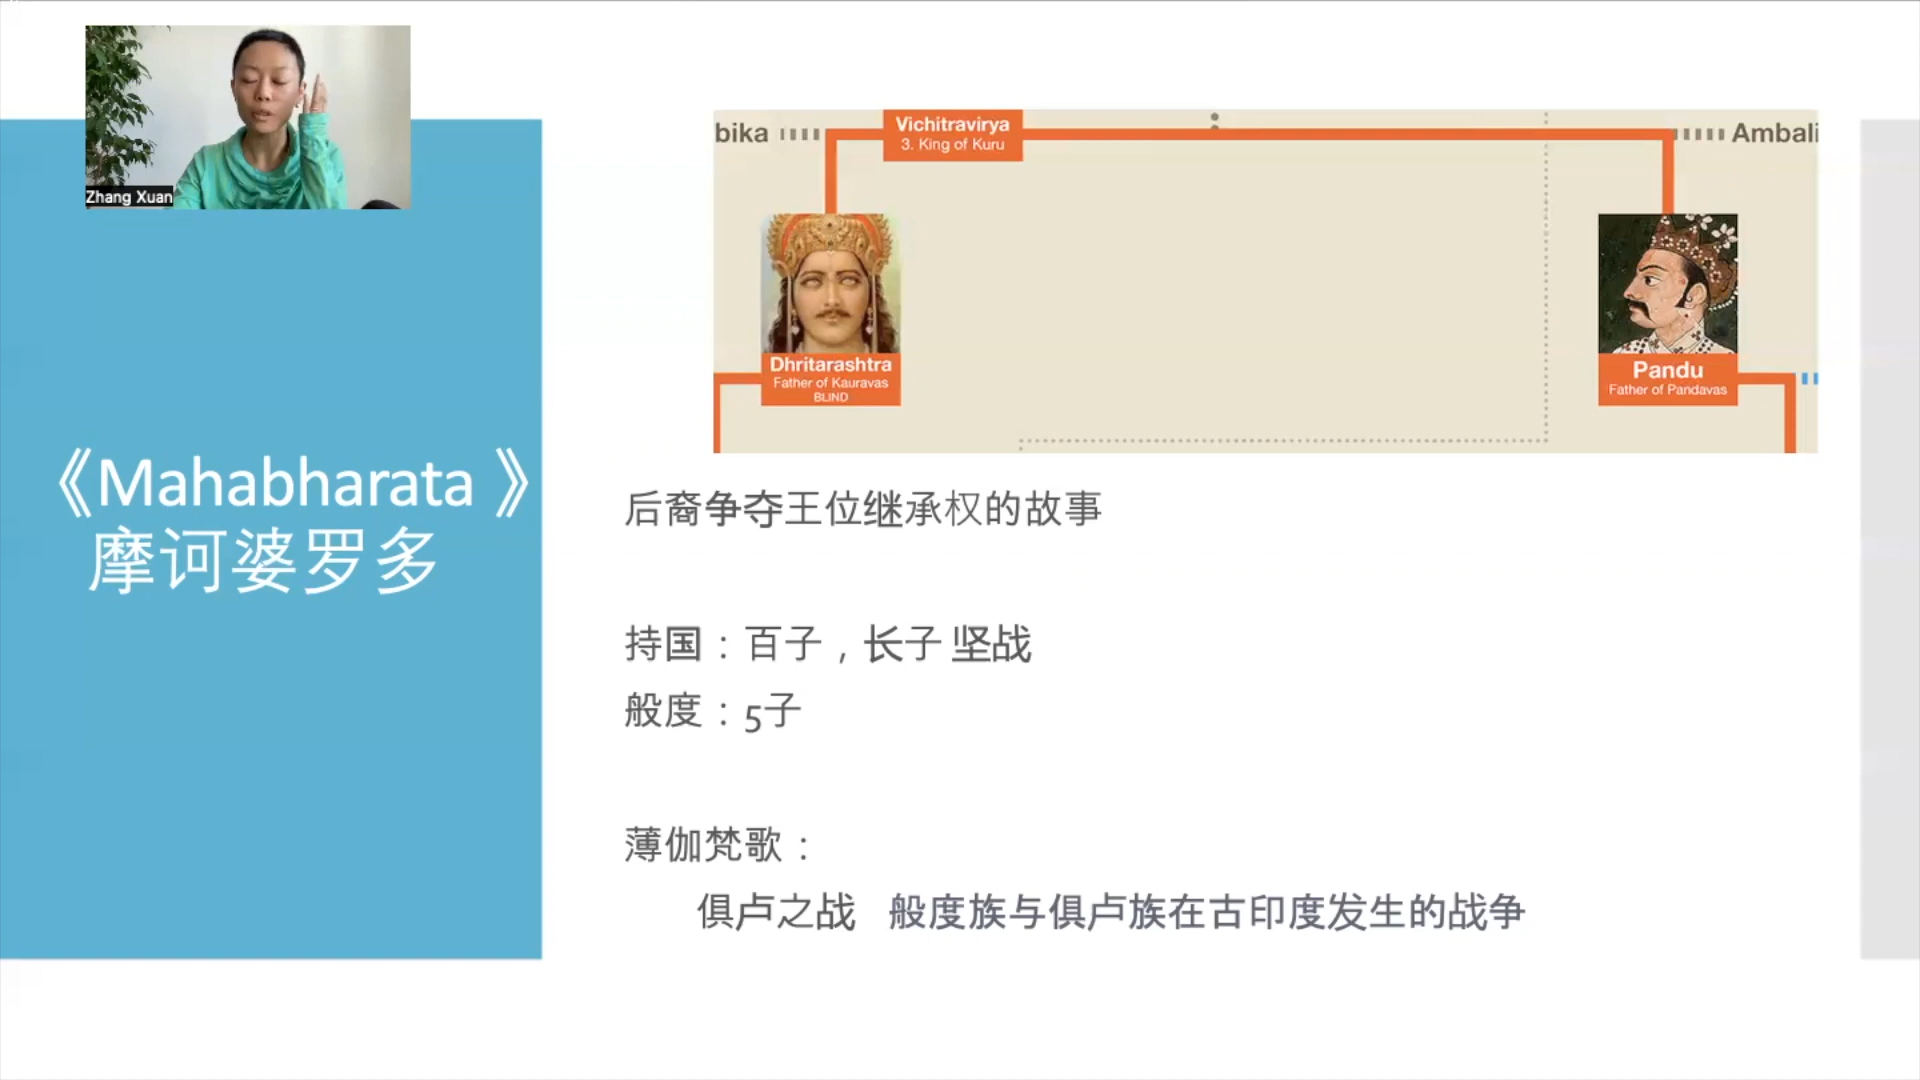 Zhang Xuan
《Mahabharata 》
摩诃婆罗多
bika
Vichitravirya
3. King of Kuru
Ambali
Dhritarashtra
Father of Kauravas
BLIND
Pandu
Father of Pandavas
后裔争夺王位继承权的故事
持国：百子，长子 坚战
般度：5子
薄伽梵歌：
俱卢之战 般度族与俱卢族在古印度发生的战争